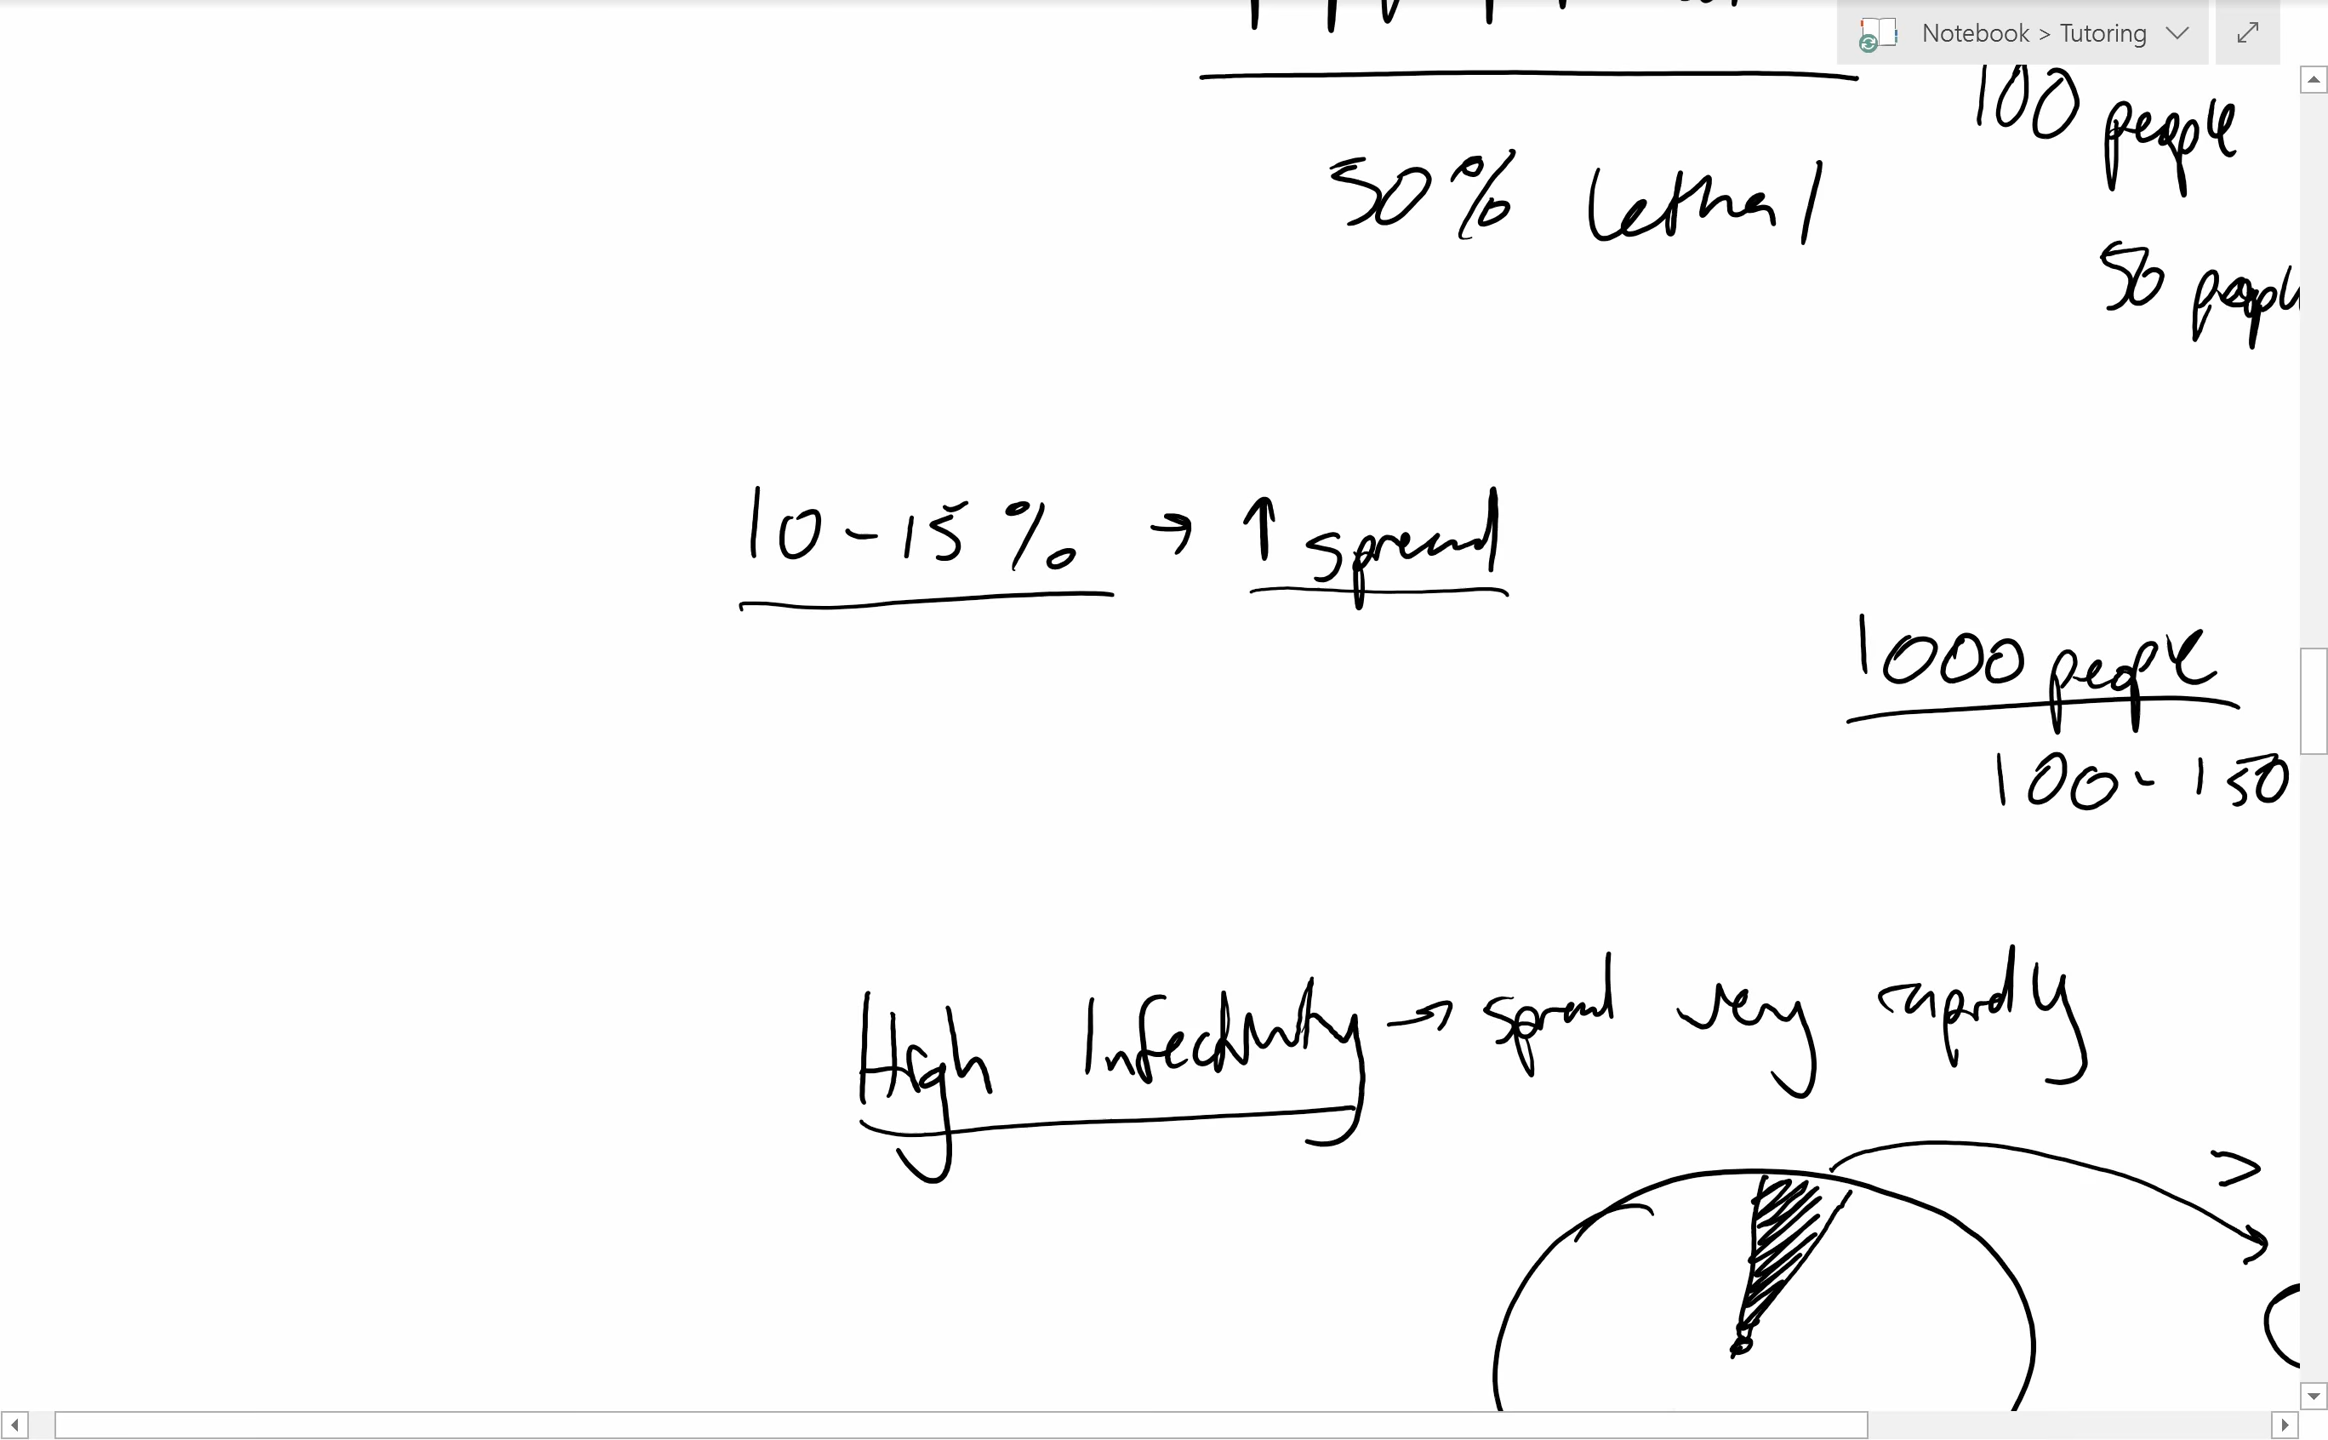 Notebook > Tutoring
100 people
50% lethal
50 people
10-15% → ↑ spread
1000 people
100-150
High Infectivity → spread very rapidly